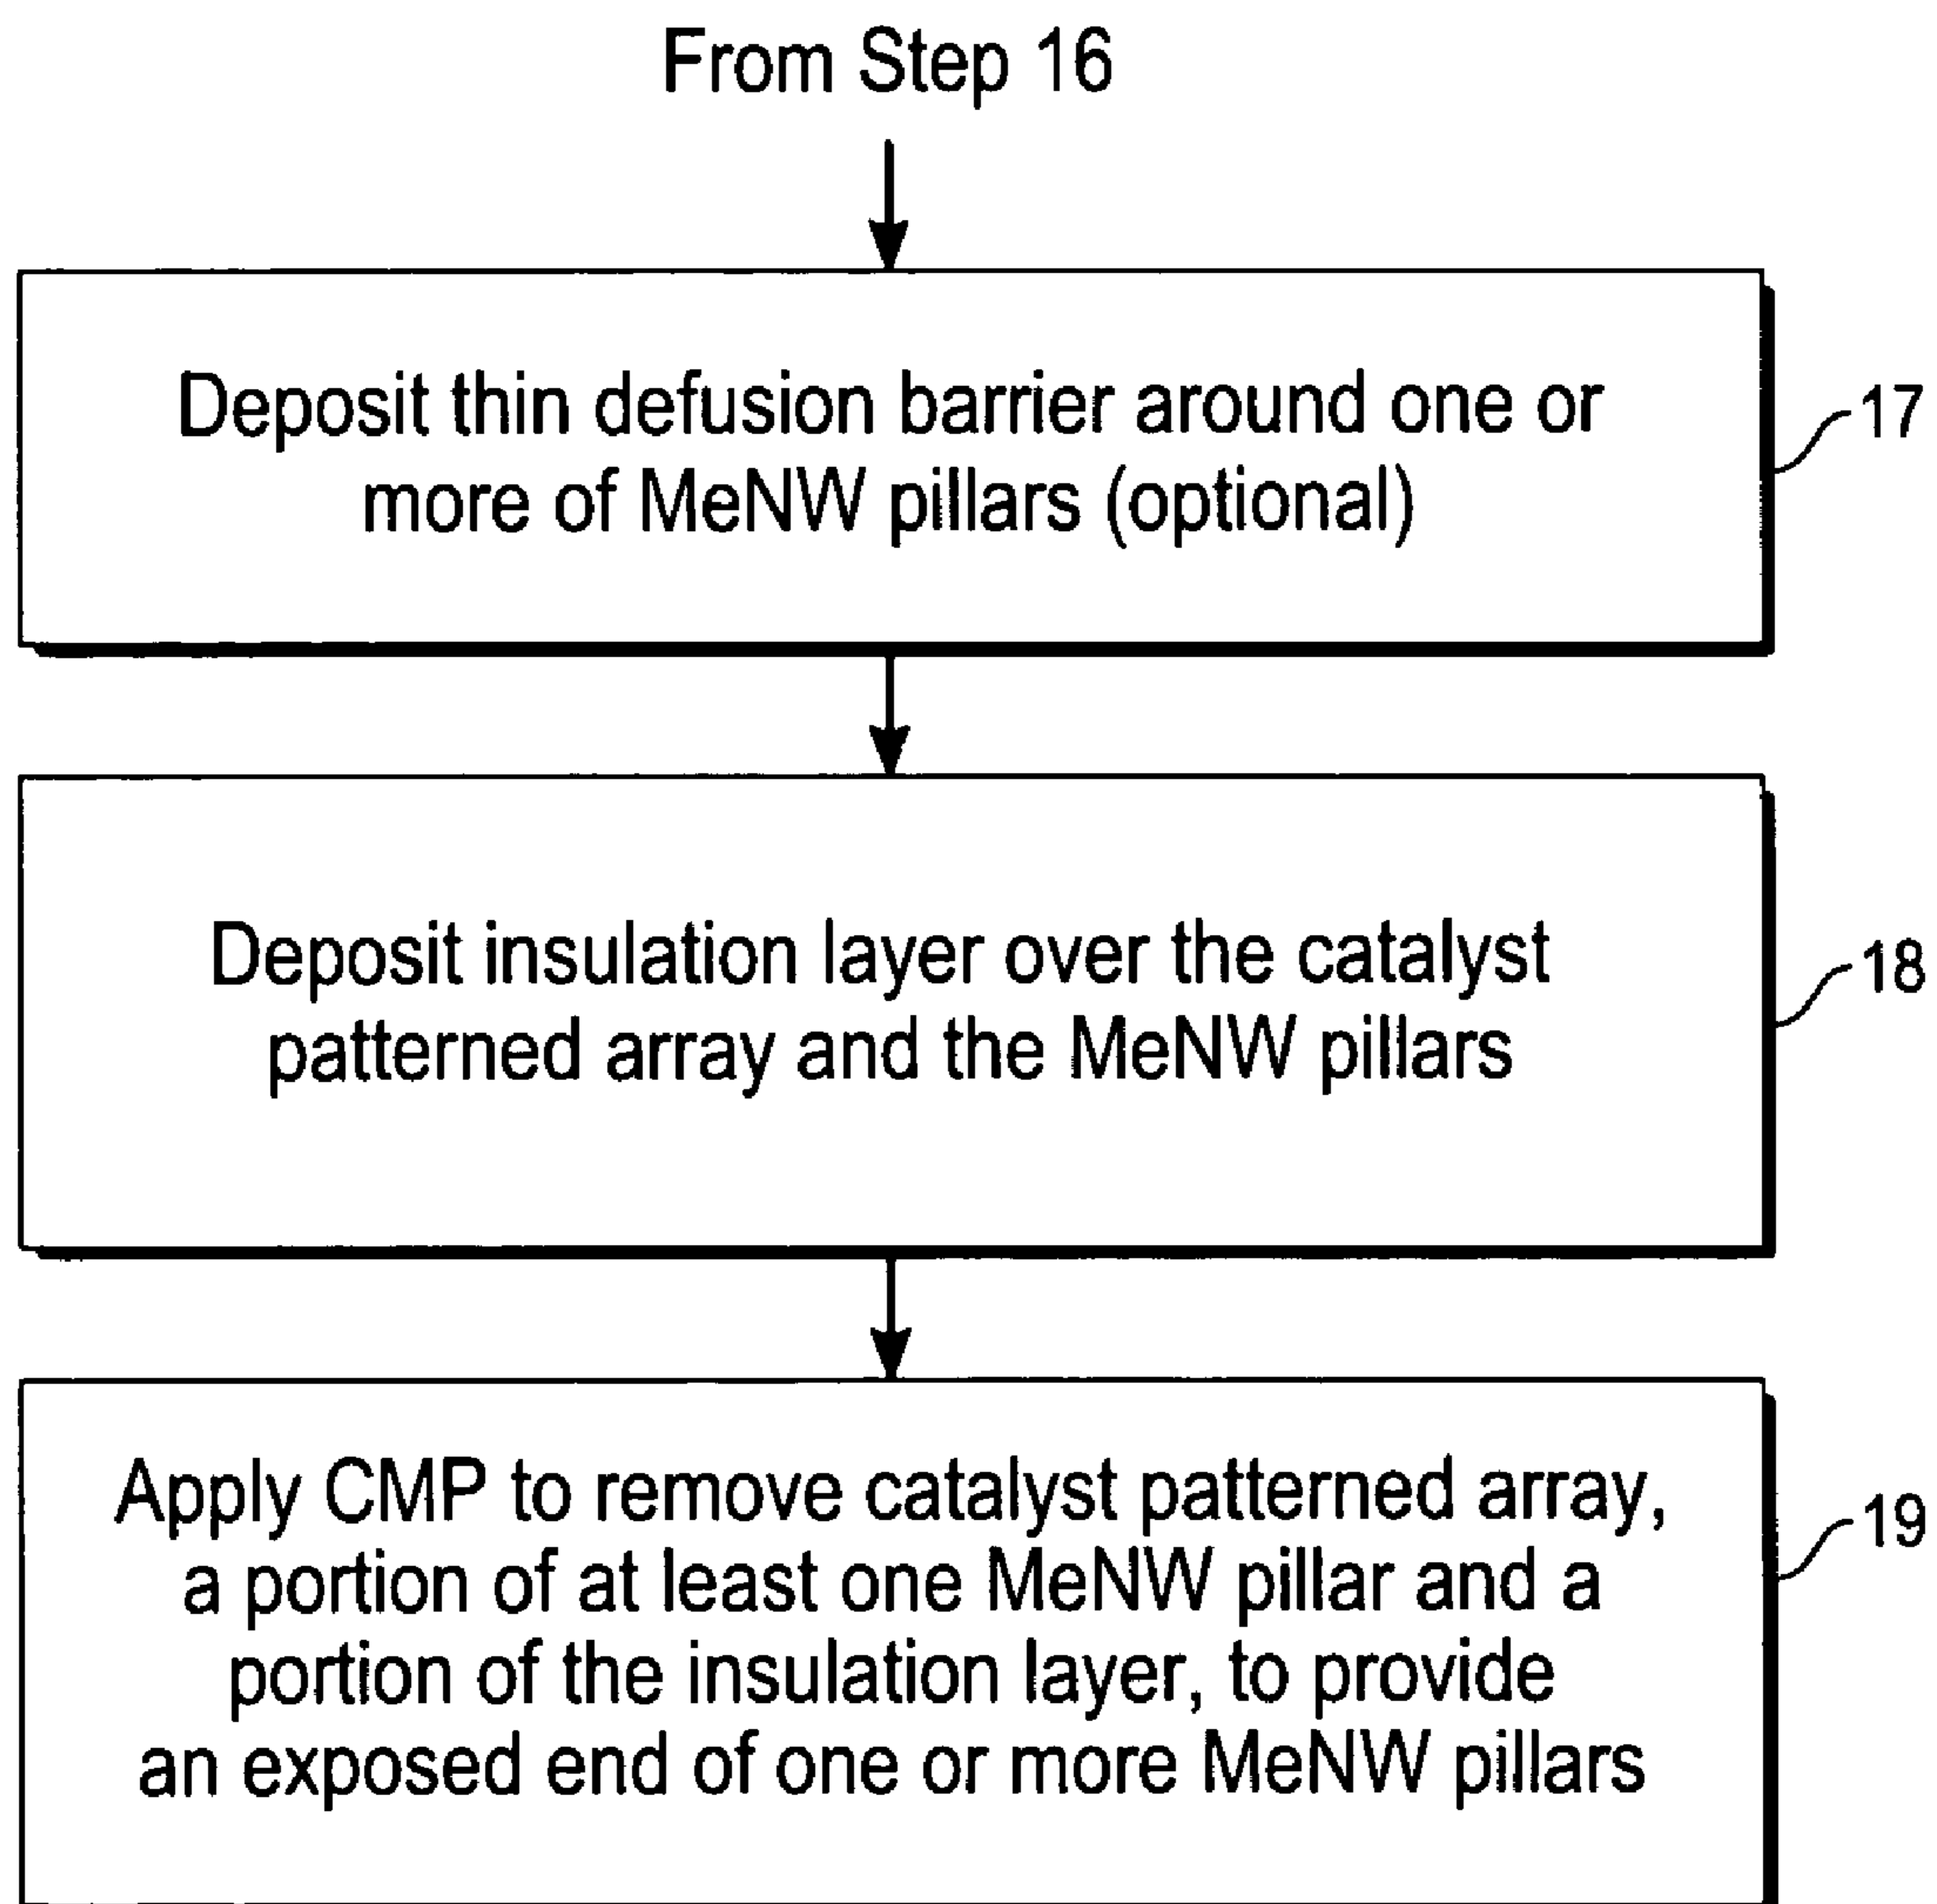 From Step 16
Deposit thin defusion barrier around one or
more of MeNW pillars (optional)
17
Deposit insulation layer over the catalyst
patterned array and the MeNW pillars
18
Apply CMP to remove catalyst patterned array,
a portion of at least one MeNW pillar and a
portion of the insulation layer, to provide
an exposed end of one or more MeNW pillars
19